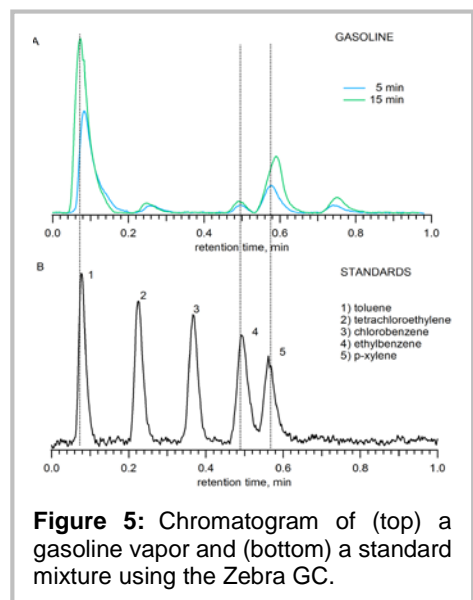 A
GASOLINE
5 min
15 min
0.0 0.2 0.4 0.6 0.8 1.0
retention time, min
B
STANDARDS
1
2
3
4
5
1) toluene
2) tetrachloroethylene
3) chlorobenzene
4) ethylbenzene
5) p-xylene
0.0 0.2 0.4 0.6 0.8 1.0
retention time, min
Figure 5: Chromatogram of (top) a
gasoline vapor and (bottom) a standard
mixture using the Zebra GC.